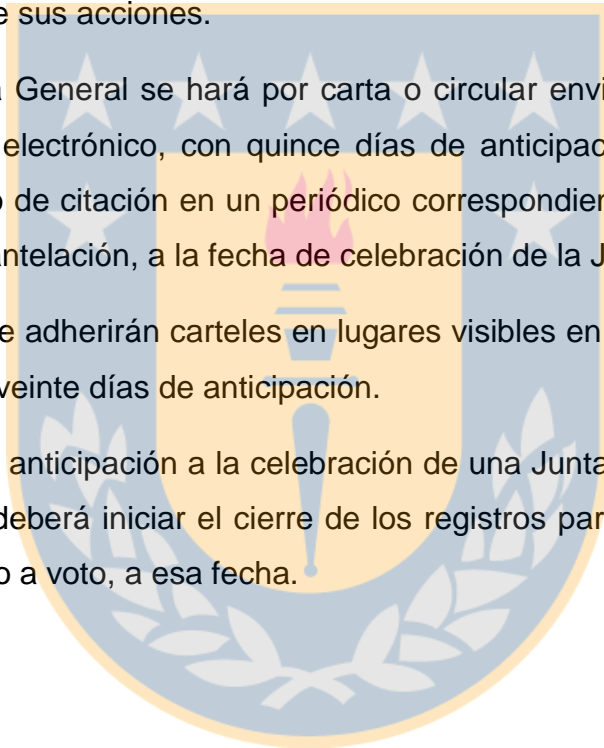 e sus acciones.
General se hará por carta o circular envi
electrónico, con quince días de anticipac
o de citación en un periódico correspondien
antelación, a la fecha de celebración de la J
e adherirán carteles en lugares visibles en
veinte días de anticipación.
anticipación a la celebración de una Junta
deberá iniciar el cierre de los registros par
o a voto, a esa fecha.